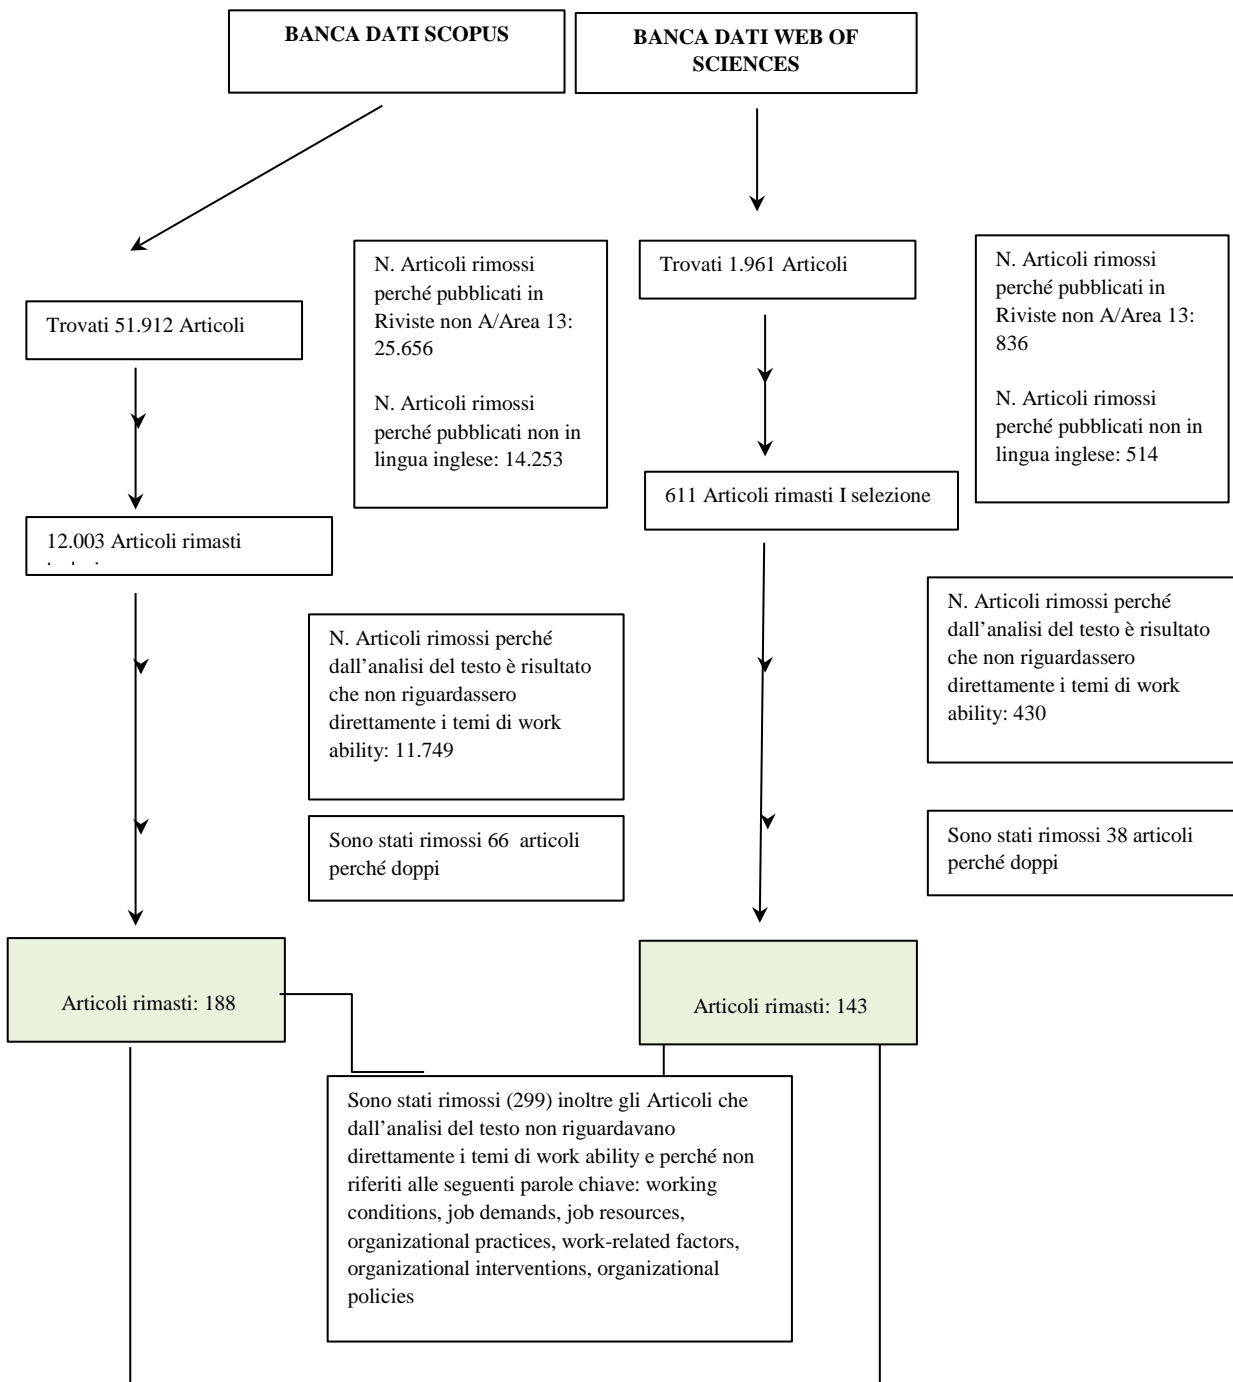 BANCA DATI SCOPUS
BANCA DATI WEB OF
SCIENCES
Trovati 51.912 Articoli
N. Articoli rimossi
perché pubblicati in
Riviste non A/Area 13:
25.656
N. Articoli rimossi
perché pubblicati non in
lingua inglese: 14.253
Trovati 1.961 Articoli
N. Articoli rimossi
perché pubblicati in
Riviste non A/Area 13:
836
N. Articoli rimossi
perché pubblicati non in
lingua inglese: 514
12.003 Articoli rimasti
611 Articoli rimasti I selezione
N. Articoli rimossi perché
dall’analisi del testo è risultato
che non riguardassero
direttamente i temi di work
ability: 11.749
Sono stati rimossi 66 articoli
perché doppi
N. Articoli rimossi perché
dall’analisi del testo è risultato
che non riguardassero
direttamente i temi di work
ability: 430
Sono stati rimossi 38 articoli
perché doppi
Articoli rimasti: 188
Articoli rimasti: 143
Sono stati rimossi (299) inoltre gli Articoli che
dall’analisi del testo non riguardavano
direttamente i temi di work ability e perché non
riferiti alle seguenti parole chiave: working
conditions, job demands, job resources,
organizational practices, work-related factors,
organizational interventions, organizational
policies